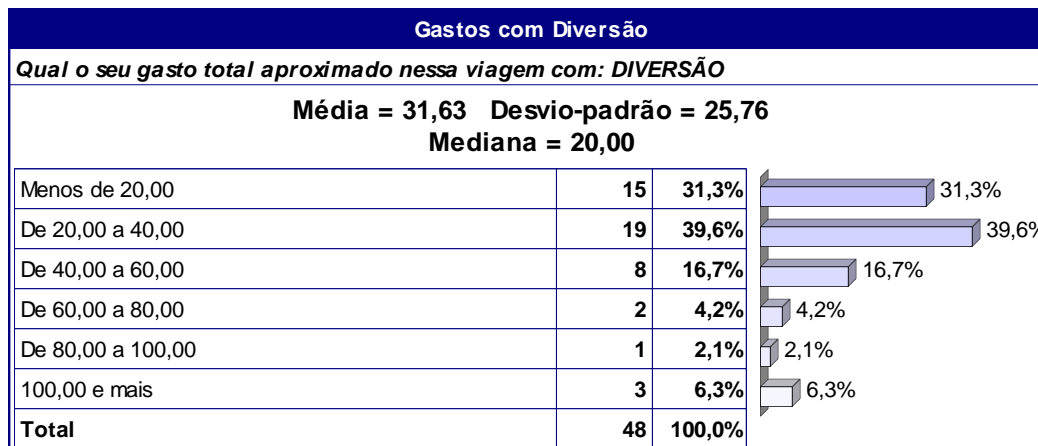 Gastos com Diversão
Qual o seu gasto total aproximado nessa viagem com: DIVERSÃO
Média = 31,63 Desvio-padrão = 25,76
Mediana = 20,00
Menos de 20,00 15 31,3% 31,3%
De 20,00 a 40,00 19 39,6% 39,6%
De 40,00 a 60,00 8 16,7% 16,7%
De 60,00 a 80,00 2 4,2% 4,2%
De 80,00 a 100,00 1 2,1% 2,1%
100,00 e mais 3 6,3% 6,3%
Total 48 100,0%